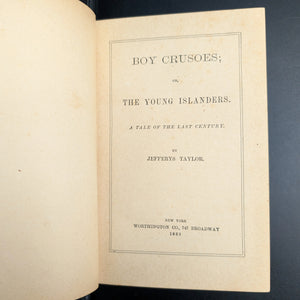 BOY CRUSOES;
OR,
THE YOUNG ISLANDERS.
A TALE OF THE LAST CENTURY.
BY
JEFFERYS TAYLOR.
NEW YORK
WORTHINGTON CO., 747 BROADWAY